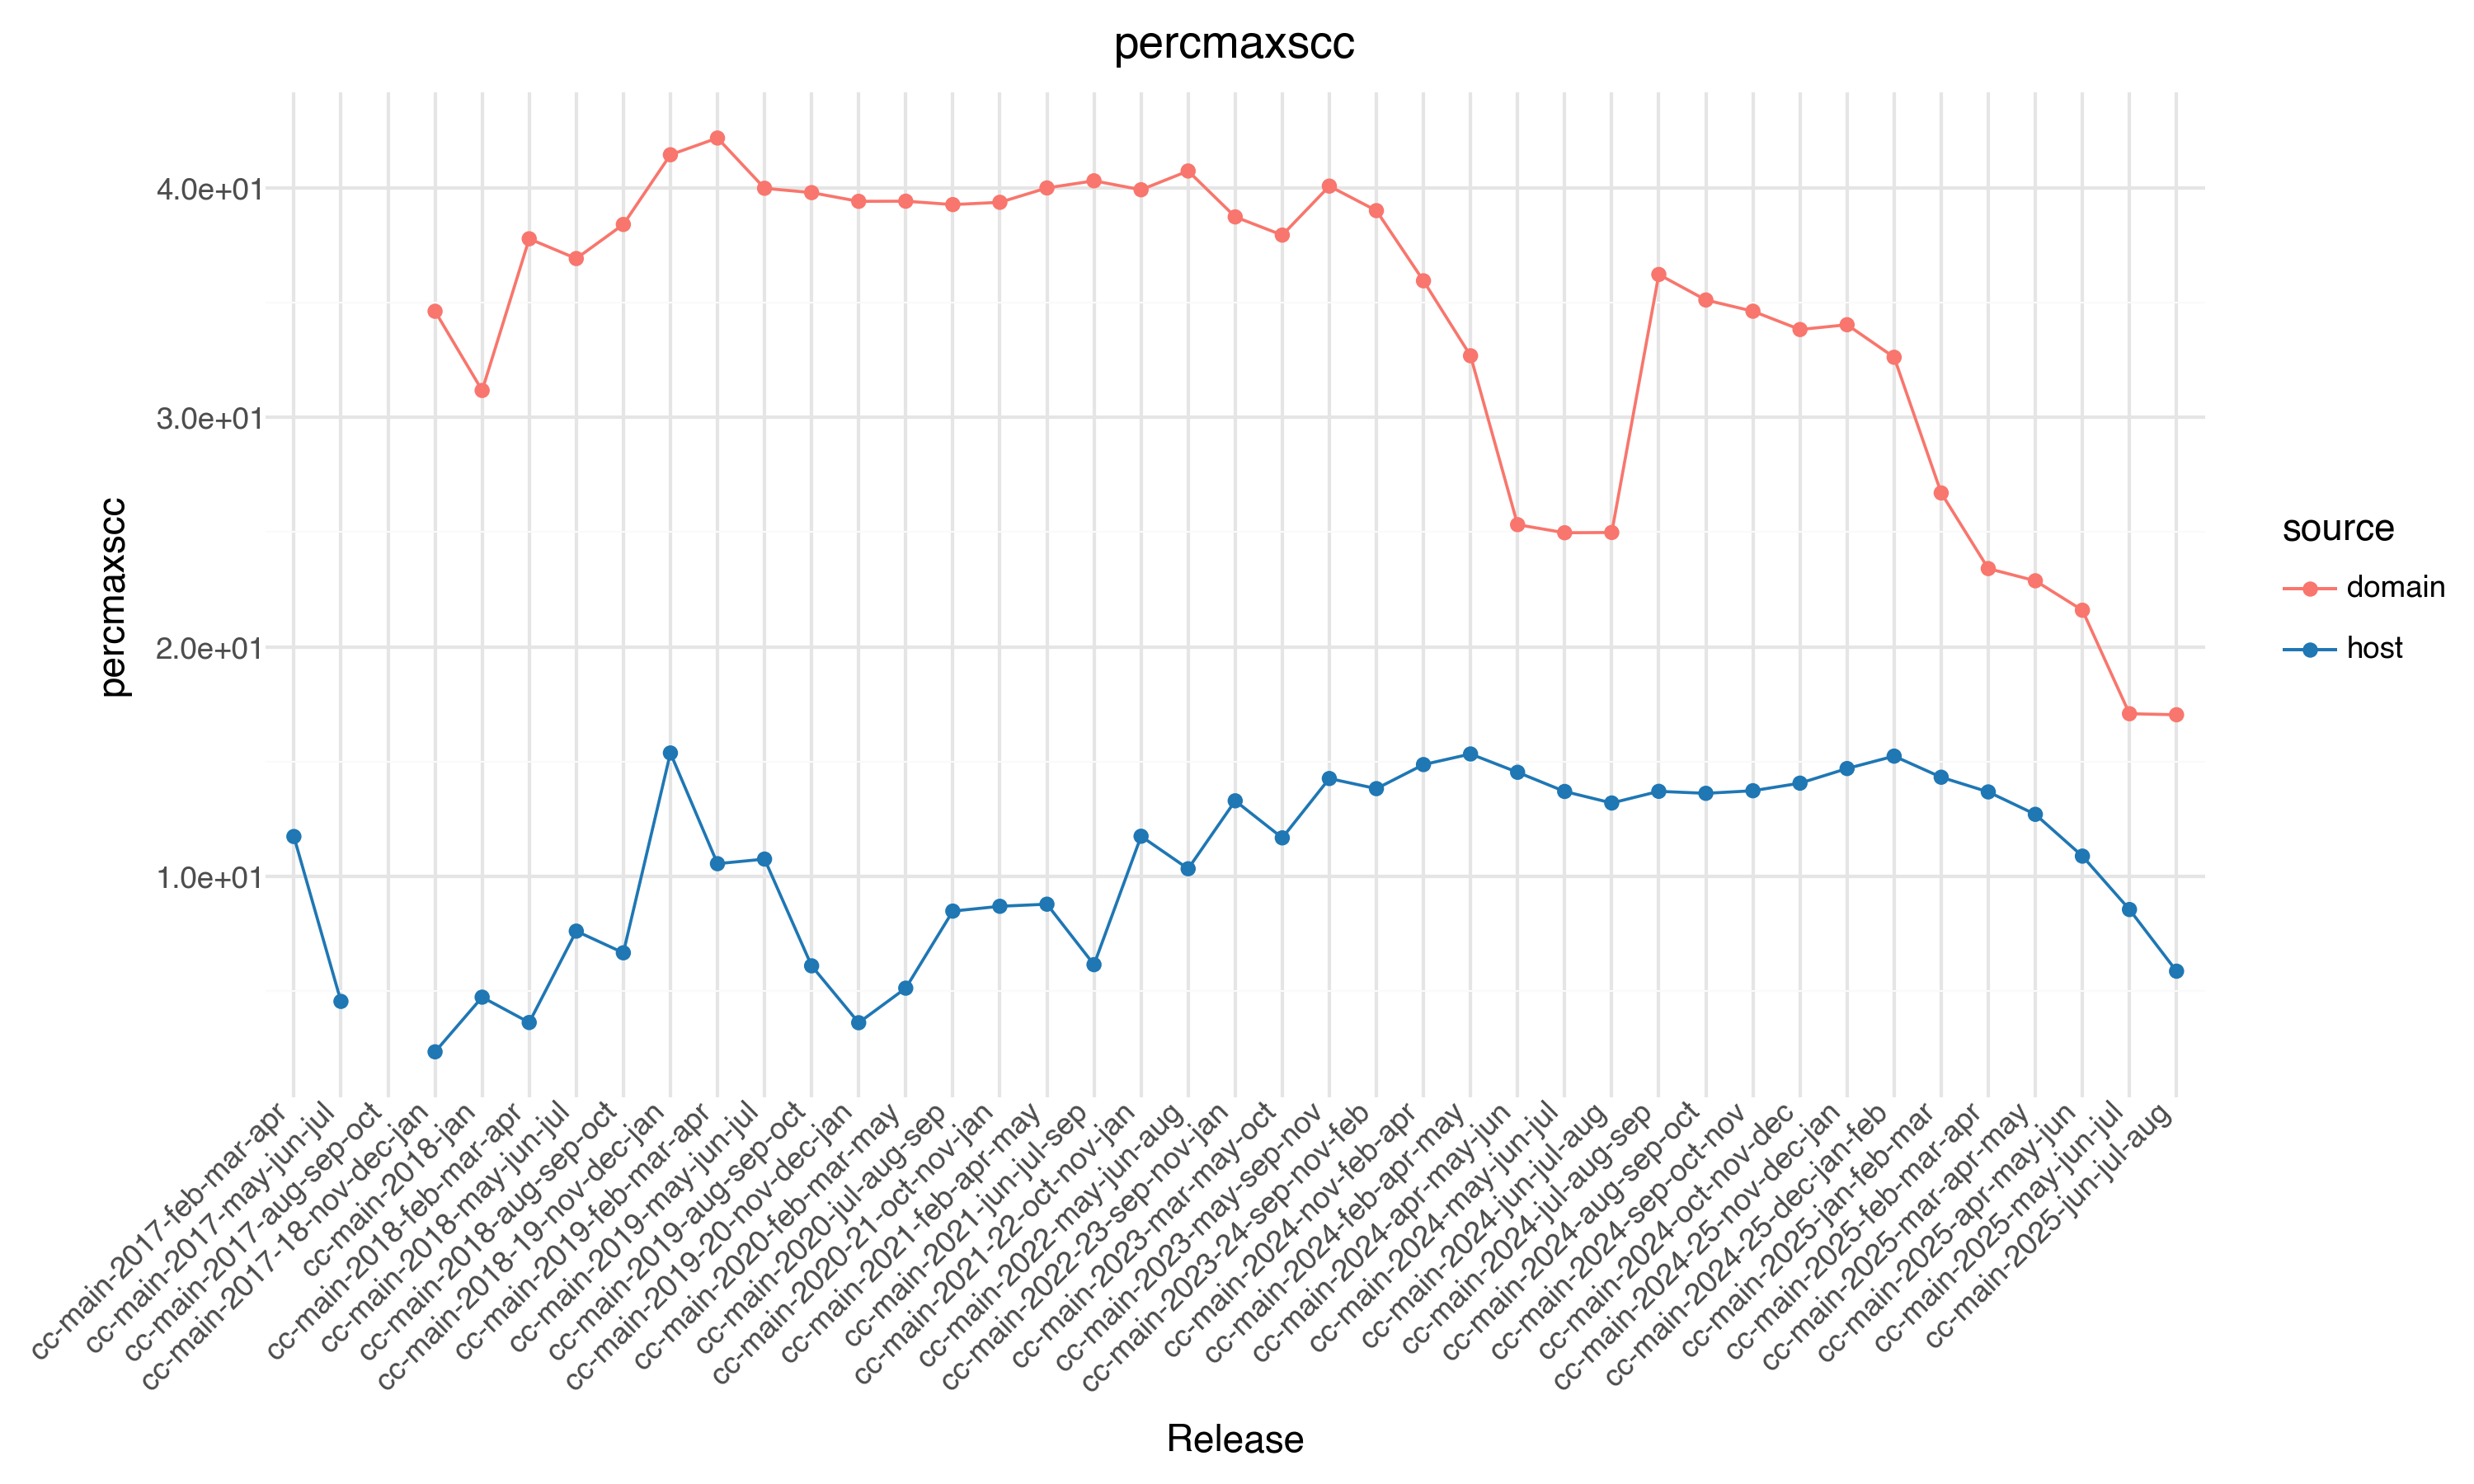 percmaxscc
percmaxscc
4.0e+01
3.0e+01
2.0e+01
1.0e+01
source
domain
host
cc-main-2017-feb-mar-apr
cc-main-2017-may-jun-jul
cc-main-2017-aug-sep-oct
cc-main-2017-18-nov-dec-jan
cc-main-2018-jan
cc-main-2018-feb-mar-apr
cc-main-2018-may-jun-jul
cc-main-2018-aug-sep-oct
cc-main-2018-19-nov-dec-jan
cc-main-2019-feb-mar-apr
cc-main-2019-may-jun-jul
cc-main-2019-aug-sep-oct
cc-main-2019-20-nov-dec-jan
cc-main-2020-feb-mar-may
cc-main-2020-jul-aug-sep
cc-main-2020-21-oct-nov-jan
cc-main-2021-feb-apr-may
cc-main-2021-jun-jul-sep
cc-main-2021-22-oct-nov-jan
cc-main-2022-may-jun-aug
cc-main-2022-23-sep-nov-jan
cc-main-2023-mar-may-oct
cc-main-2023-may-sep-nov
cc-main-2023-24-sep-nov-feb
cc-main-2024-nov-feb-apr
cc-main-2024-feb-apr-may
cc-main-2024-apr-may-jun
cc-main-2024-may-jun-jul
cc-main-2024-jun-jul-aug
cc-main-2024-jul-aug-sep
cc-main-2024-aug-sep-oct
cc-main-2024-sep-oct-nov
cc-main-2024-oct-nov-dec
cc-main-2024-25-nov-dec-jan
cc-main-2024-25-dec-jan-feb
cc-main-2025-jan-feb-mar
cc-main-2025-feb-mar-apr
cc-main-2025-mar-apr-may
cc-main-2025-apr-may-jun
cc-main-2025-may-jun-jul
cc-main-2025-jun-jul-aug
Release